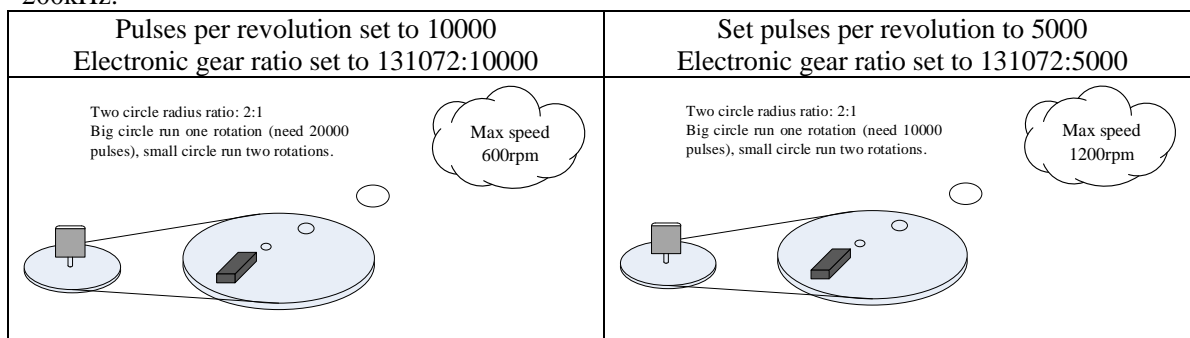 Pulses per revolution set to 10000
Electronic gear ratio set to 131072:10000
Two circle radius ratio: 2:1
Big circle run one rotation (need 20000
pulses), small circle run two rotations.
Max speed
600rpm
Set pulses per revolution to 5000
Electronic gear ratio set to 131072:5000
Two circle radius ratio: 2:1
Big circle run one rotation (need 10000
pulses), small circle run two rotations.
Max speed
1200rpm